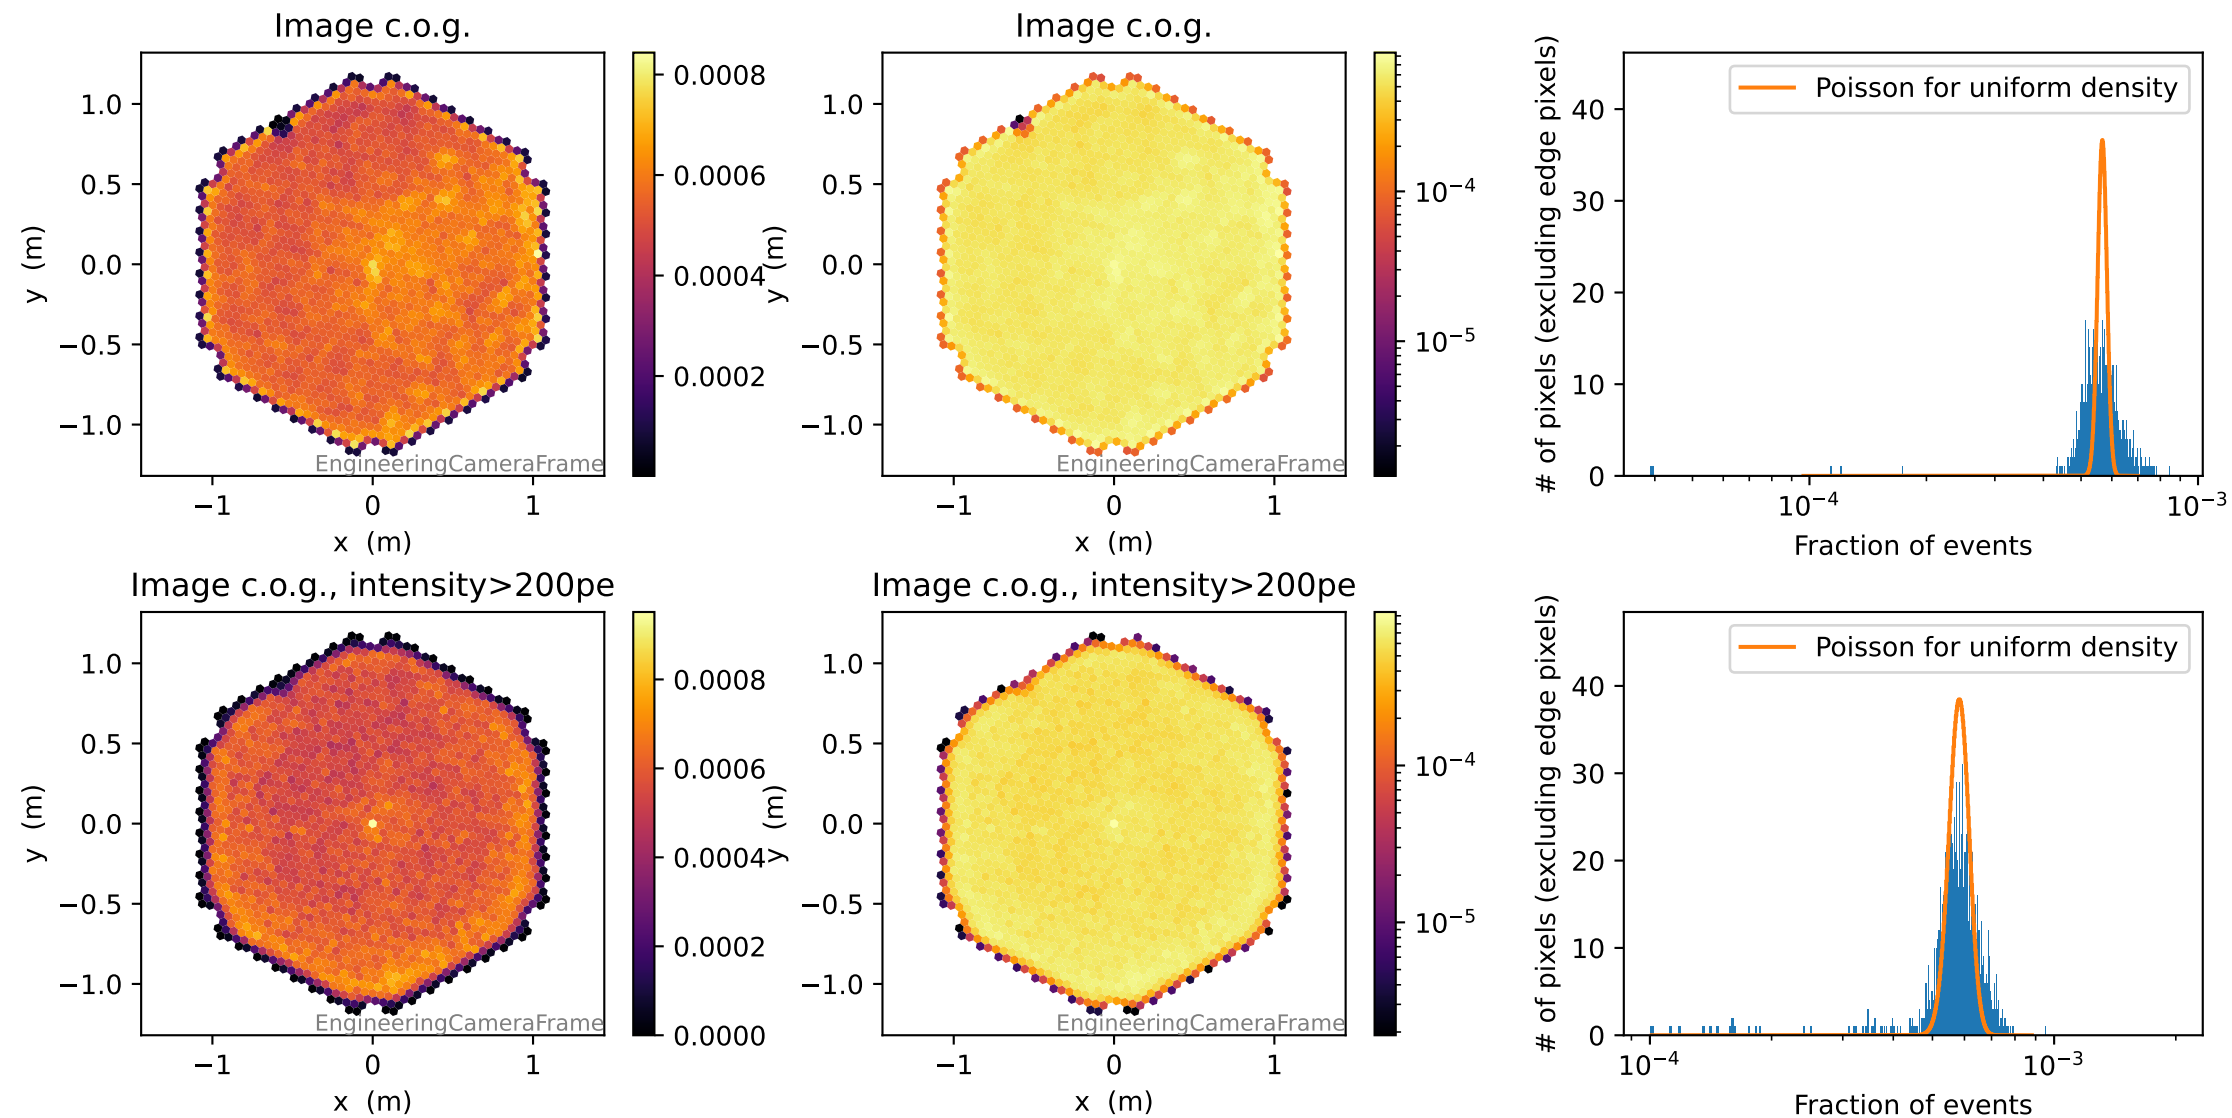 Image c.o.g.
1.0
0.5
0.0
−0.5
−1.0
y (m)
−1 0 1
x (m)
EngineeringCameraFrame
0.0008
0.0006
0.0004
0.0002
Image c.o.g.
1.0
0.5
0.0
−0.5
−1.0
y (m)
−1 0 1
x (m)
EngineeringCameraFrame
10⁻⁴
10⁻⁵
# of pixels (excluding edge pixels)
40
30
20
10
0
Poisson for uniform density
10⁻⁴ 10⁻³
Fraction of events
Image c.o.g., intensity>200pe
1.0
0.5
0.0
−0.5
−1.0
y (m)
−1 0 1
x (m)
EngineeringCameraFrame
0.0008
0.0006
0.0004
0.0002
0.0000
Image c.o.g., intensity>200pe
1.0
0.5
0.0
−0.5
−1.0
y (m)
−1 0 1
x (m)
EngineeringCameraFrame
10⁻⁴
10⁻⁵
# of pixels (excluding edge pixels)
40
30
20
10
0
Poisson for uniform density
10⁻⁴ 10⁻³
Fraction of events